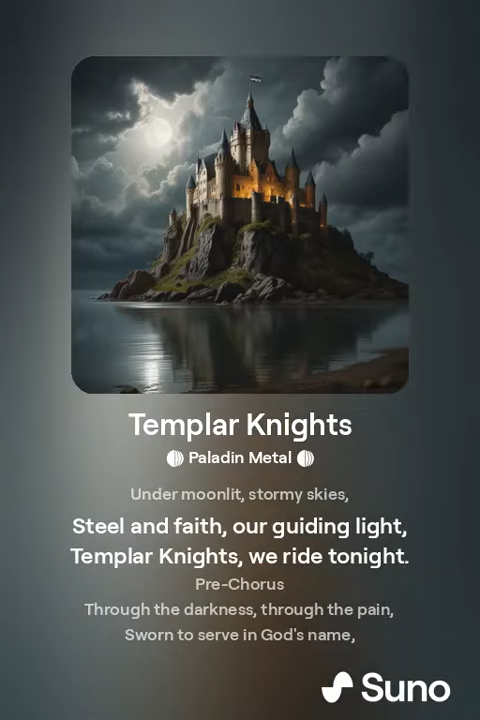 Templar Knights
Paladin Metal
Under moonlit, stormy skies,
Steel and faith, our guiding light,
Templar Knights, we ride tonight.
Pre-Chorus
Through the darkness, through the pain,
Sworn to serve in God's name,
Suno